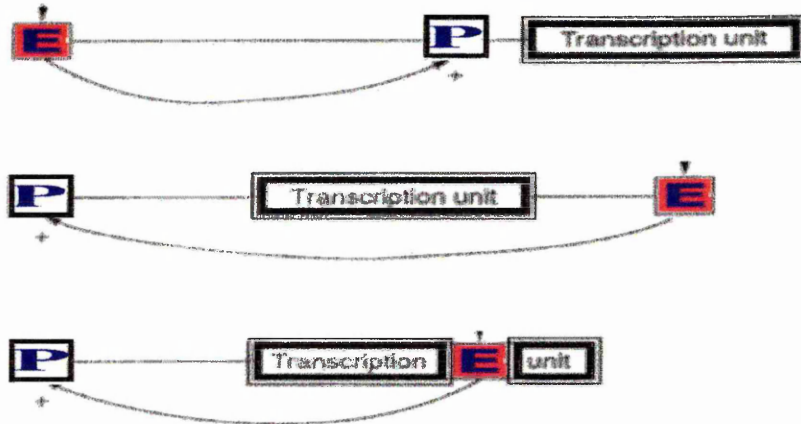 E P Transcription unit
+
P Transcription unit E
+
P Transcription E unit
+